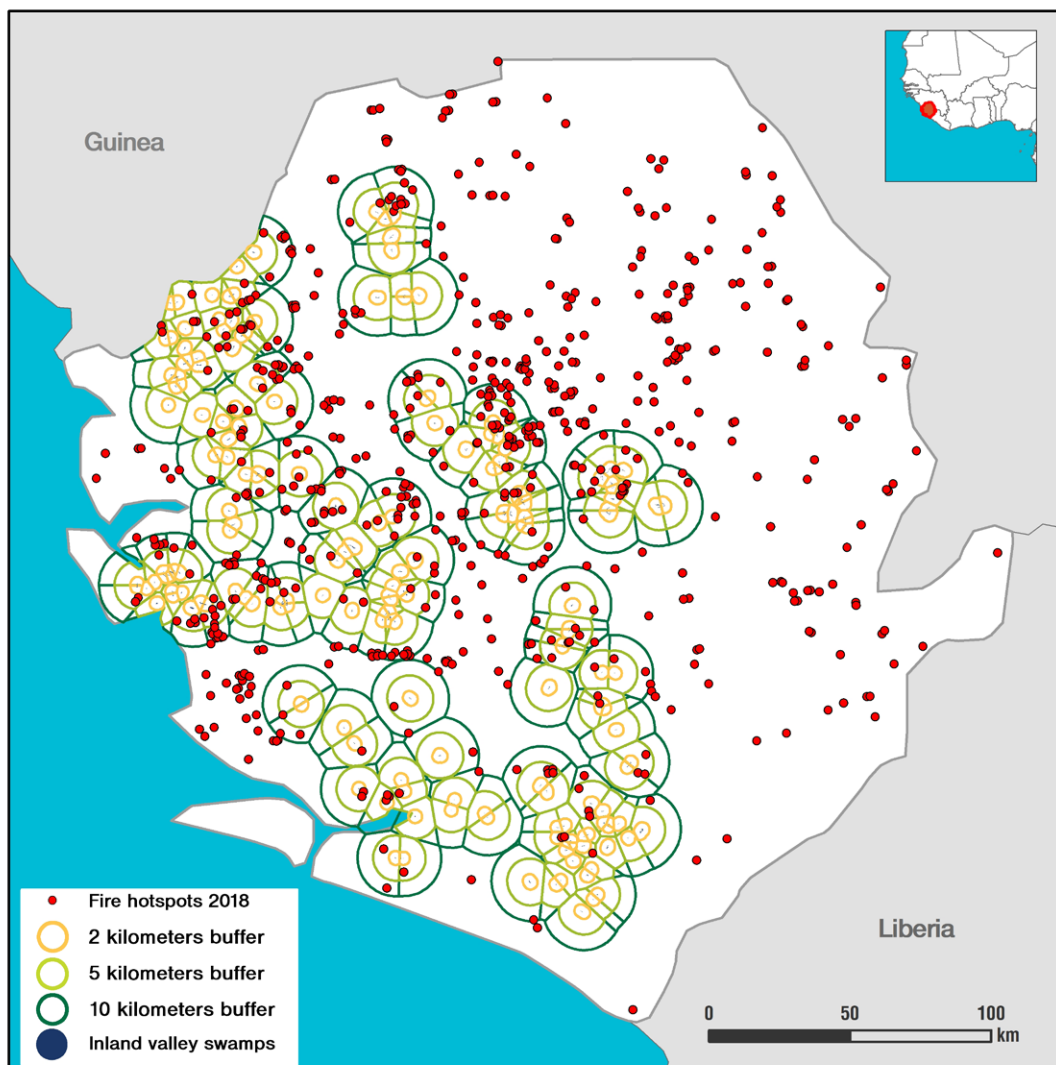 Guinea
Fire hotspots 2018
2 kilometers buffer
5 kilometers buffer
10 kilometers buffer
Inland valley swamps
Liberia
0 50 100
km